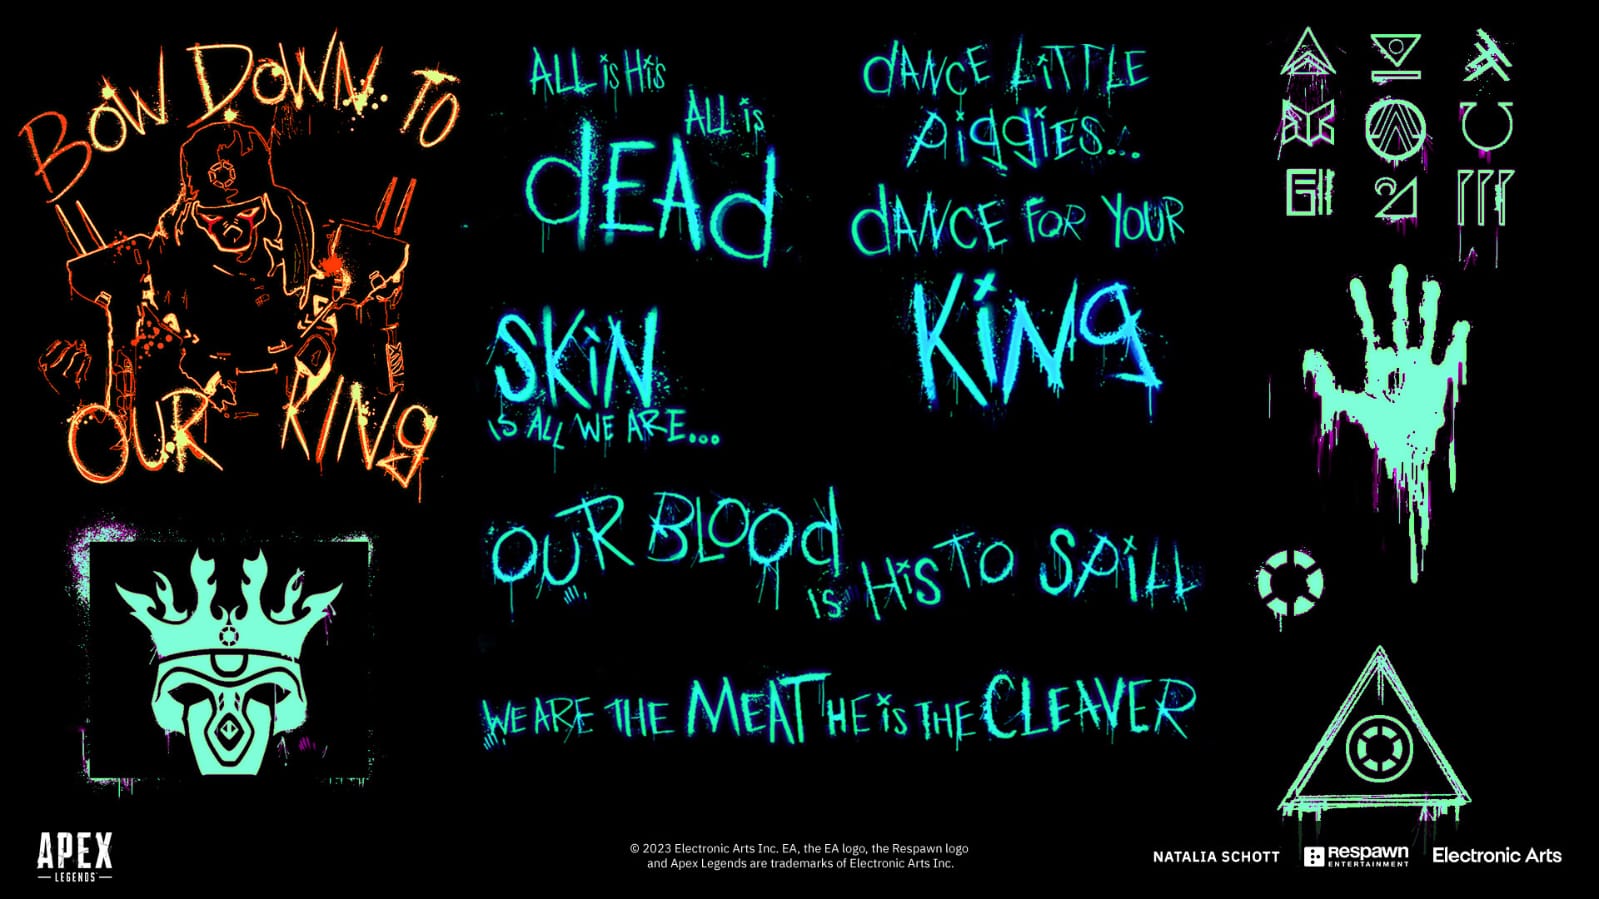 BOW DOWN TO
OUR KING
ALL is His
ALL is
dEAd
SKiN
iS ALL WE ARE...
dANCE LiTTLE
piggiES...
dANCE FOR YOUR
KiNg
OUR BLOOd
is HiS TO SPiLL
WE ARE THE MEAT HE iS THE CLEAVER
APEX
LEGENDS
© 2023 Electronic Arts Inc. EA, the EA logo, the Respawn logo
and Apex Legends are trademarks of Electronic Arts Inc.
NATALIA SCHOTT
RESPAWN
ENTERTAINMENT
Electronic Arts